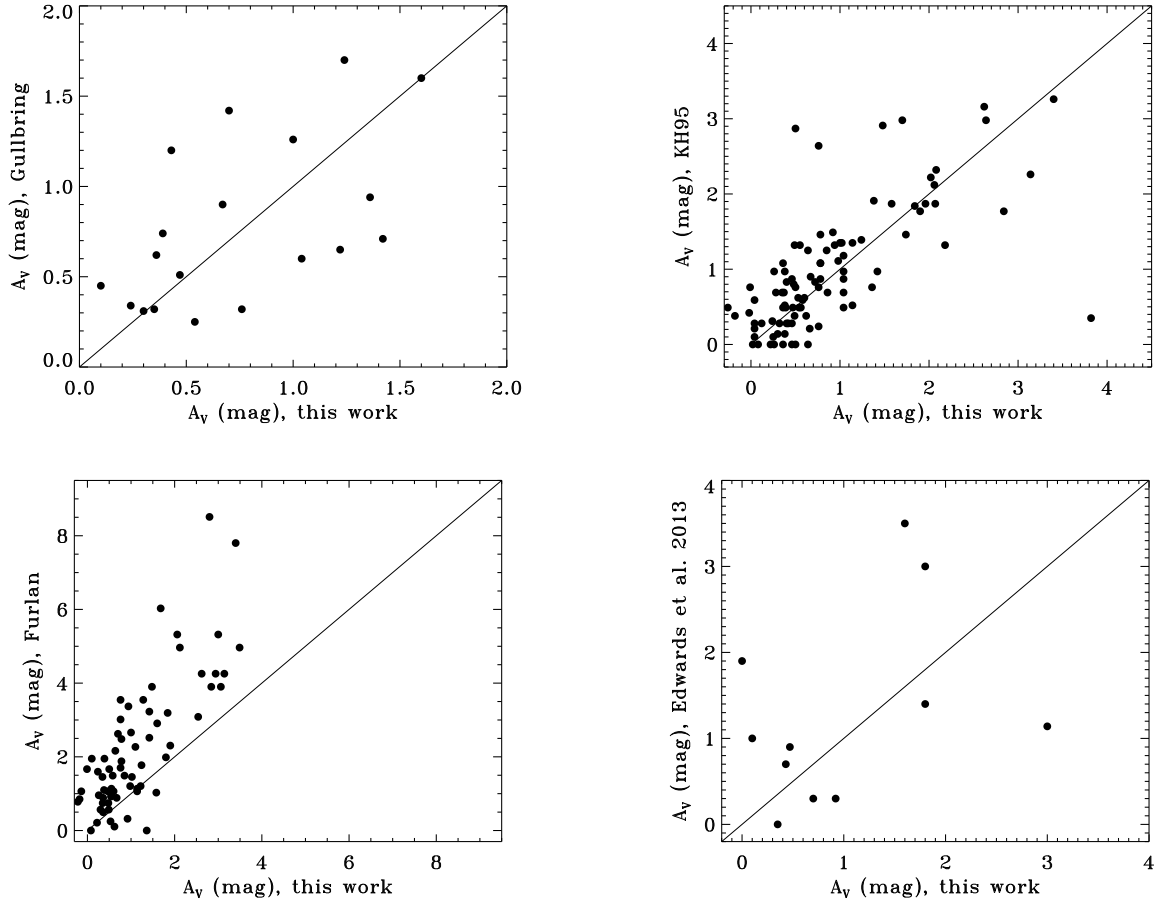 2.0
1.5
1.0
0.5
0.0
A_V (mag), Gullbring
0.0 0.5 1.0 1.5 2.0
A_V (mag), this work
4
3
2
1
0
A_V (mag), KH95
0 1 2 3 4
A_V (mag), this work
8
6
4
2
0
A_V (mag), Furlan
0 2 4 6 8
A_V (mag), this work
4
3
2
1
0
A_V (mag), Edwards et al. 2013
0 1 2 3 4
A_V (mag), this work